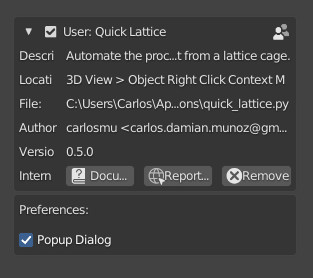 User: Quick Lattice
Descri Automate the proc...t from a lattice cage.
Locati 3D View > Object Right Click Context M
File: C:\Users\Carlos\Ap...ons\quick_lattice.py
Author carlosmu <carlos.damian.munoz@gm...
Versio 0.5.0
Intern Docu... Report... Remove
Preferences:
Popup Dialog